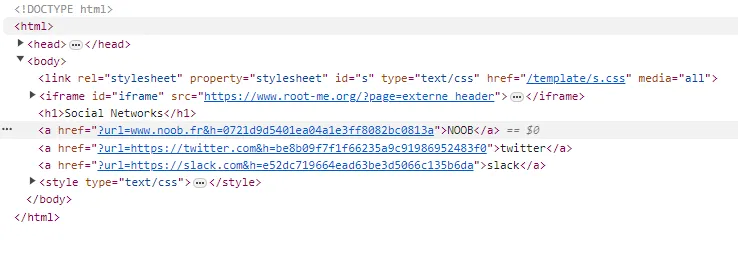 <!DOCTYPE html>
<html>
<head> ••• </head>
<body>
<link rel="stylesheet" property="stylesheet" id="s" type="text/css" href="/template/s.css" media="all">
<iframe id="iframe" src="https://www.root-me.org/?page=externe_header"> ••• </iframe>
<h1>Social Networks</h1>
••• <a href="?url=www.noob.fr&h=0721d9d5401ea04a1e3ff8082bc0813a">NOOB</a> == $0
<a href="?url=https://twitter.com&h=be8b09f7f1f66235a9c91986952483f0">twitter</a>
<a href="?url=https://slack.com&h=e52dc719664ead63be3d5066c135b6da">slack</a>
<style type="text/css"> ••• </style>
</body>
</html>